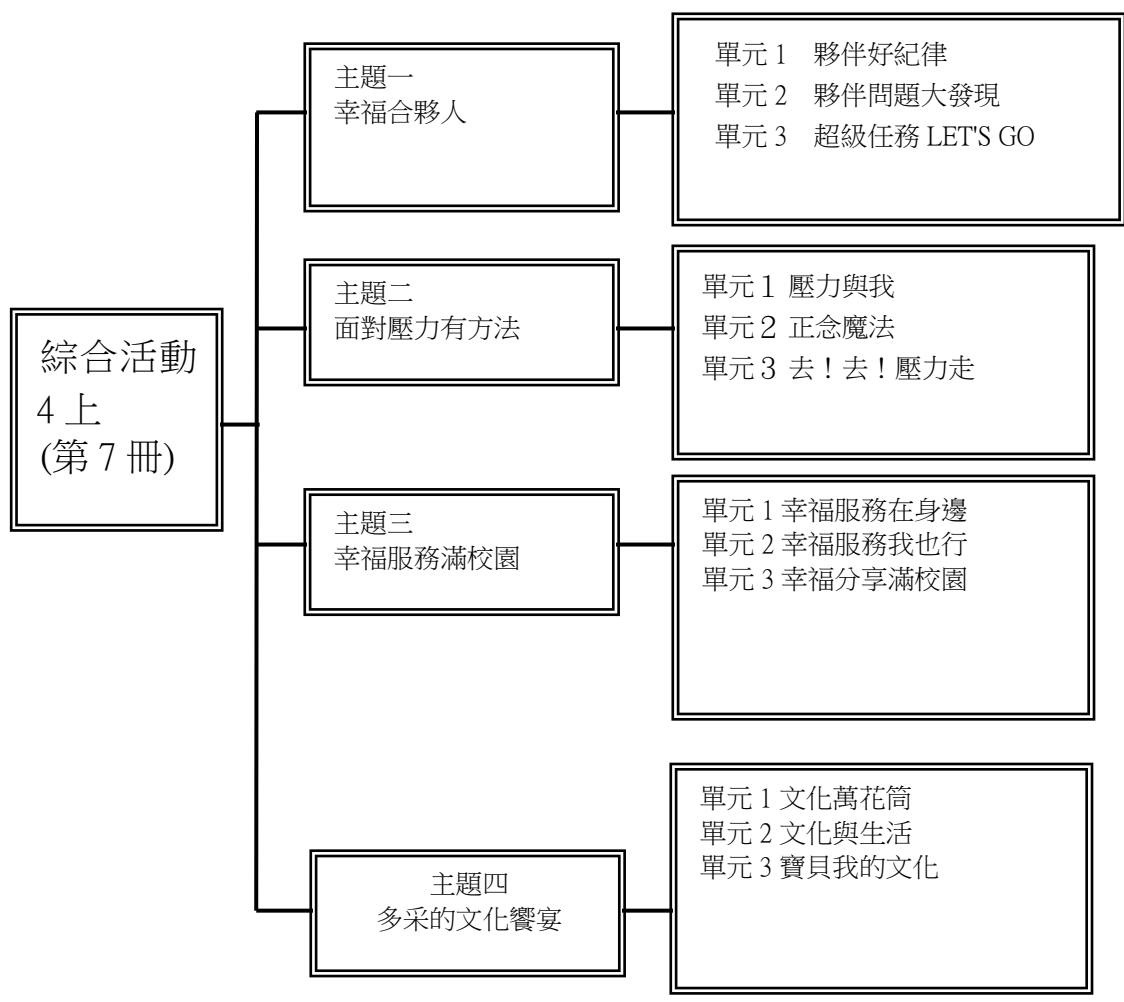 綜合活動
4 上
(第 7 冊)
主題一
幸福合夥人
單元 1 夥伴好紀律
單元 2 夥伴問題大發現
單元 3 超級任務 LET'S GO
主題二
面對壓力有方法
單元 1 壓力與我
單元 2 正念魔法
單元 3 去！去！壓力走
主題三
幸福服務滿校園
單元 1 幸福服務在身邊
單元 2 幸福服務我也行
單元 3 幸福分享滿校園
主題四
多采的文化饗宴
單元 1 文化萬花筒
單元 2 文化與生活
單元 3 寶貝我的文化